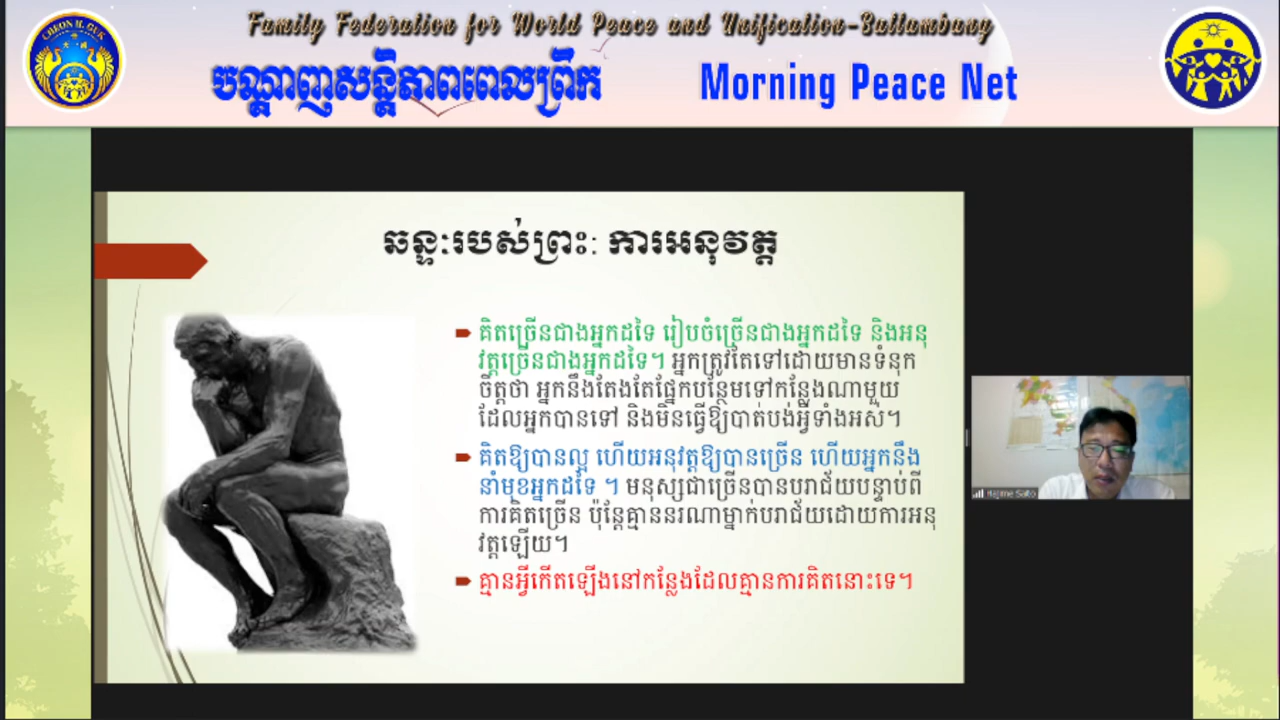 Family Federation for World Peace and Unification-Battambang
CHEON IL GUK
បណ្តាញសន្តិភាពពេលព្រឹក
Morning Peace Net
ឆន្ទៈរបស់ព្រះ: ការអនុវត្ត
គិតច្រើនជាងអ្នកដទៃ រៀបចំច្រើនជាងអ្នកដទៃ និងអនុ
វត្តច្រើនជាងអ្នកដទៃ។ អ្នកត្រូវតែទៅដោយមានទំនុក
ចិត្តថា អ្នកនឹងតែងតែផ្នែកបន្ថែមទៅកន្លែងណាមួយ
ដែលអ្នកបានទៅ និងមិនធ្វើឱ្យបាត់បង់អ្វីទាំងអស់។
គិតឱ្យបានល្អ ហើយអនុវត្តឱ្យបានច្រើន ហើយអ្នកនឹង
នាំមុខអ្នកដទៃ ។ មនុស្សជាច្រើនបានបរាជ័យបន្ទាប់ពី
ការគិតច្រើន ប៉ុន្តែគ្មាននរណាម្នាក់បរាជ័យដោយការអនុ
វត្តឡើយ។
គ្មានអ្វីកើតឡើងនៅកន្លែងដែលគ្មានការគិតនោះទេ។
Hajime Saito